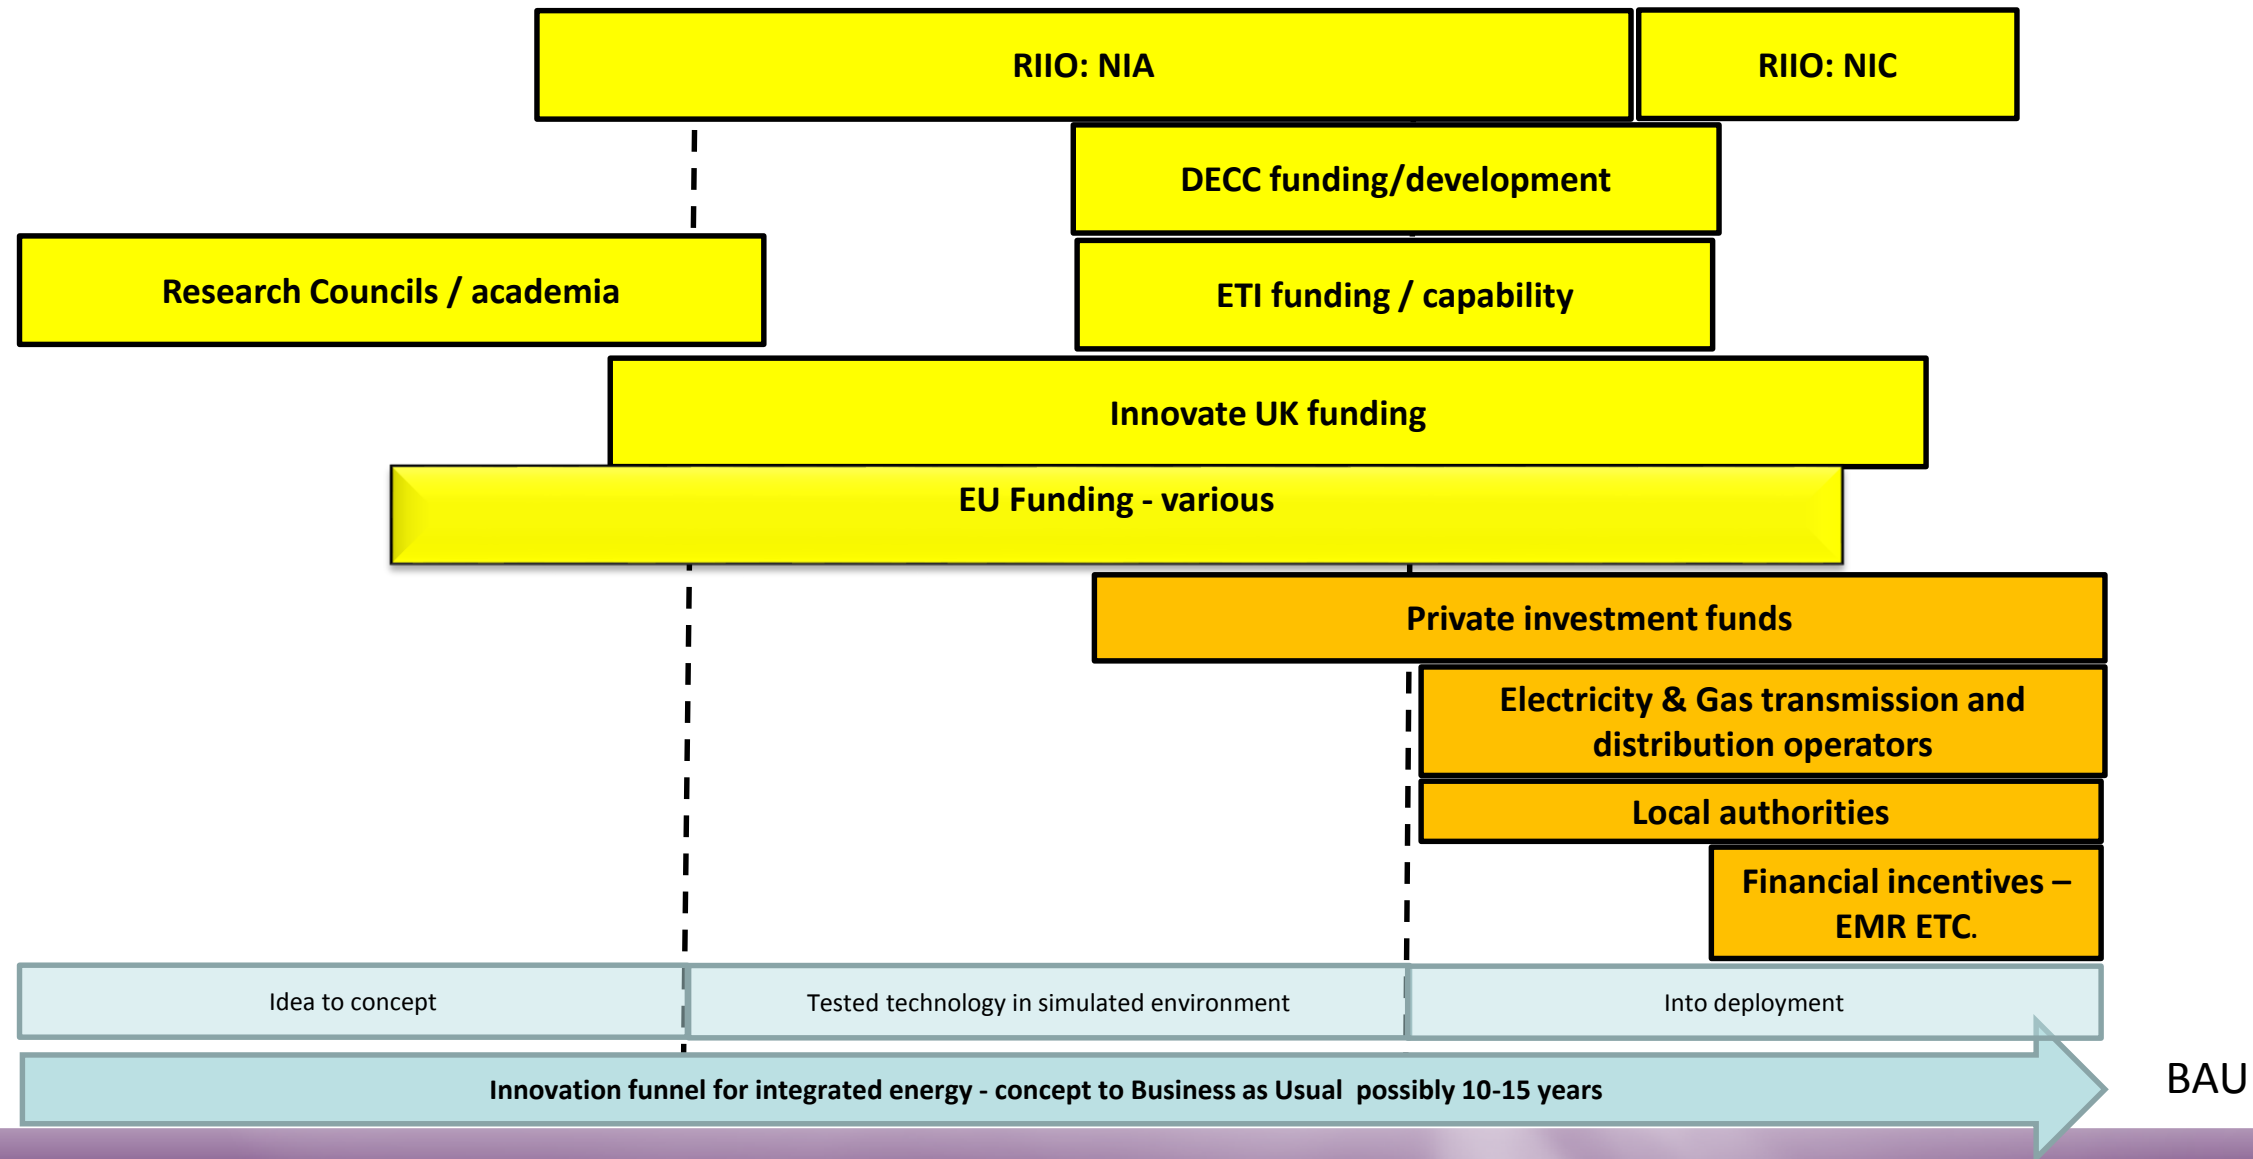 RIIO: NIA
RIIO: NIC
DECC funding/development
Research Councils / academia
ETI funding / capability
Innovate UK funding
EU Funding - various
Private investment funds
Electricity & Gas transmission and
distribution operators
Local authorities
Financial incentives –
EMR ETC.
Idea to concept
Tested technology in simulated environment
Into deployment
Innovation funnel for integrated energy - concept to Business as Usual possibly 10-15 years
BAU